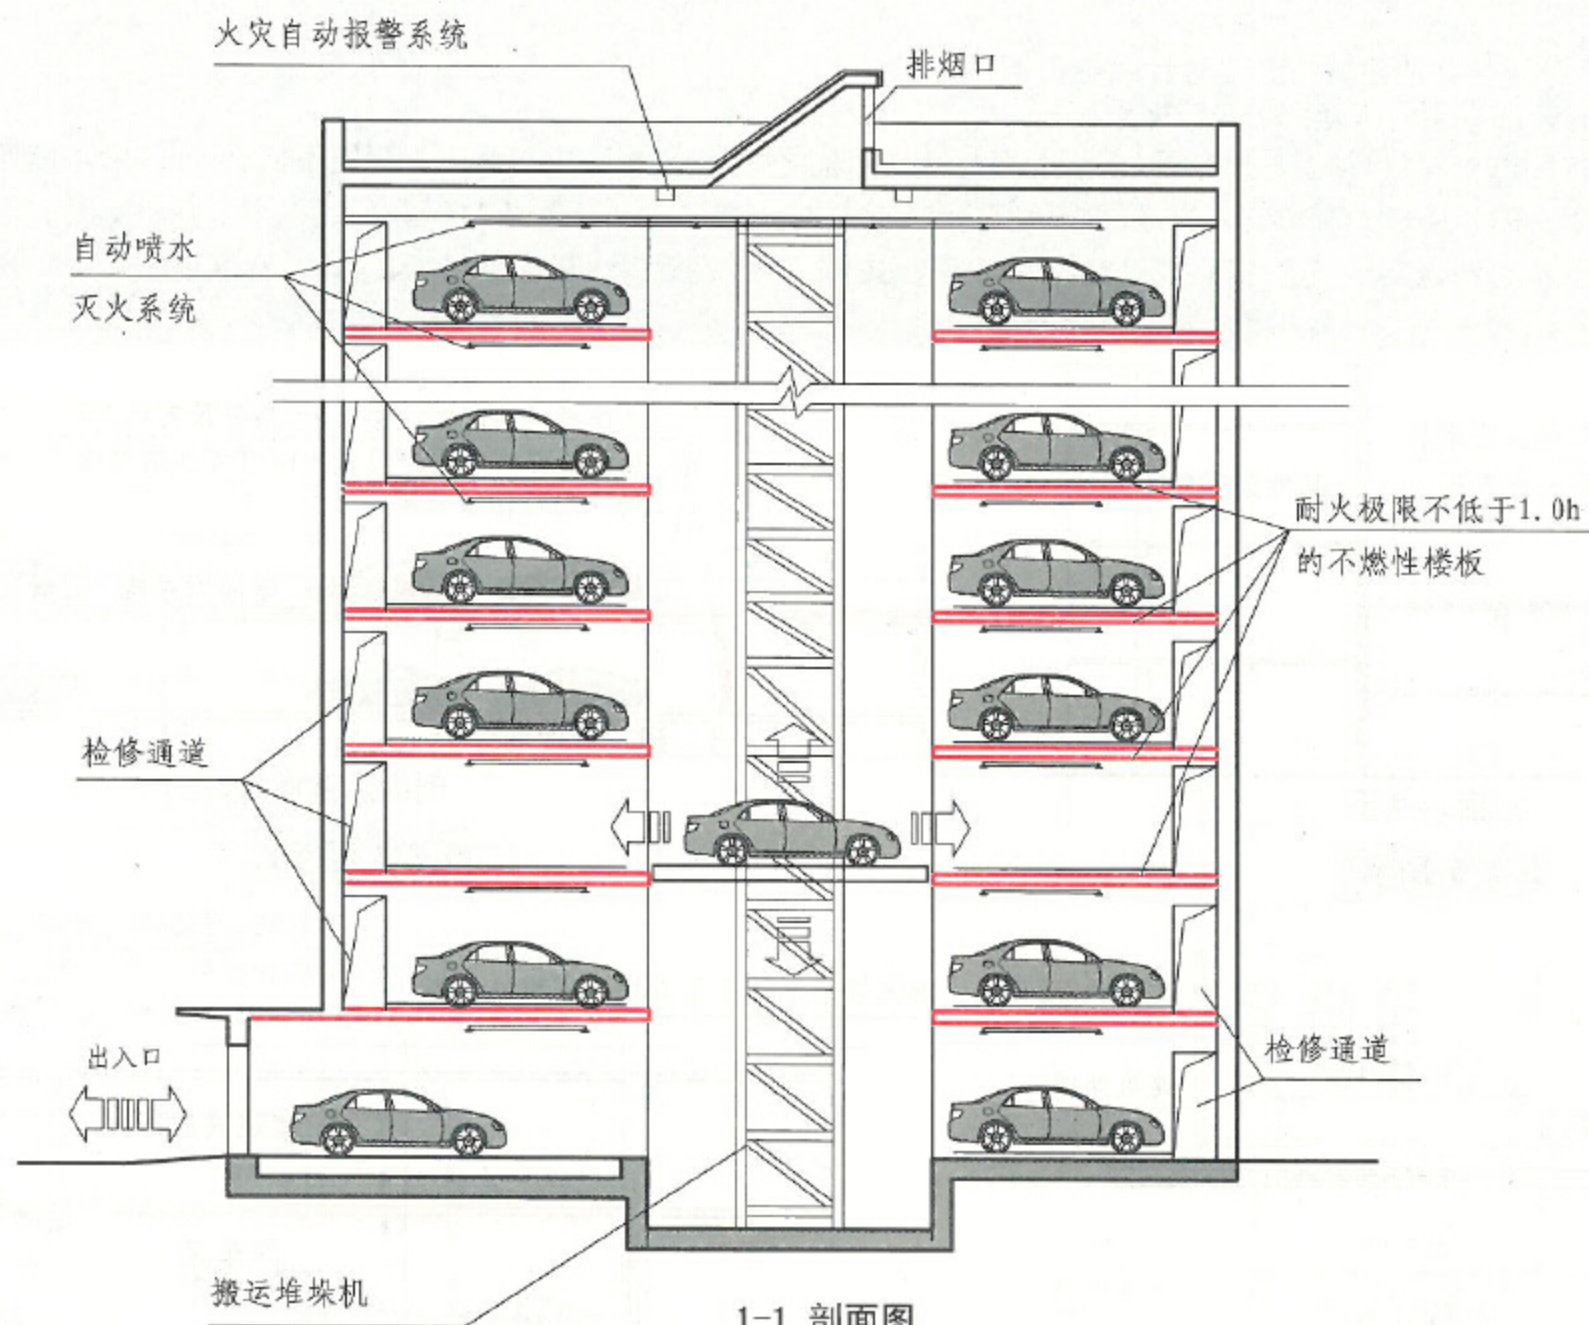 火灾自动报警系统
排烟口
自动喷水
灭火系统
耐火极限不低于1.0h
的不燃性楼板
检修通道
出入口
检修通道
搬运堆垛机
1-1 剖面图